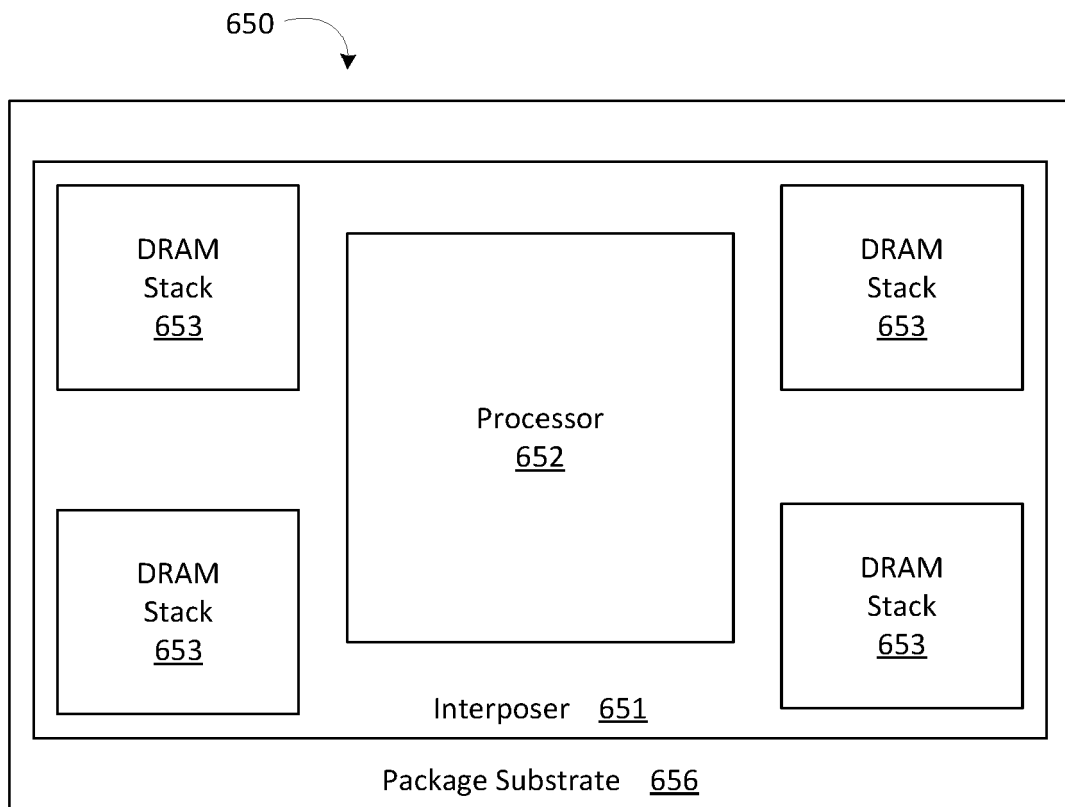 650
DRAM
Stack
653
DRAM
Stack
653
Processor
652
DRAM
Stack
653
DRAM
Stack
653
Interposer 651
Package Substrate 656